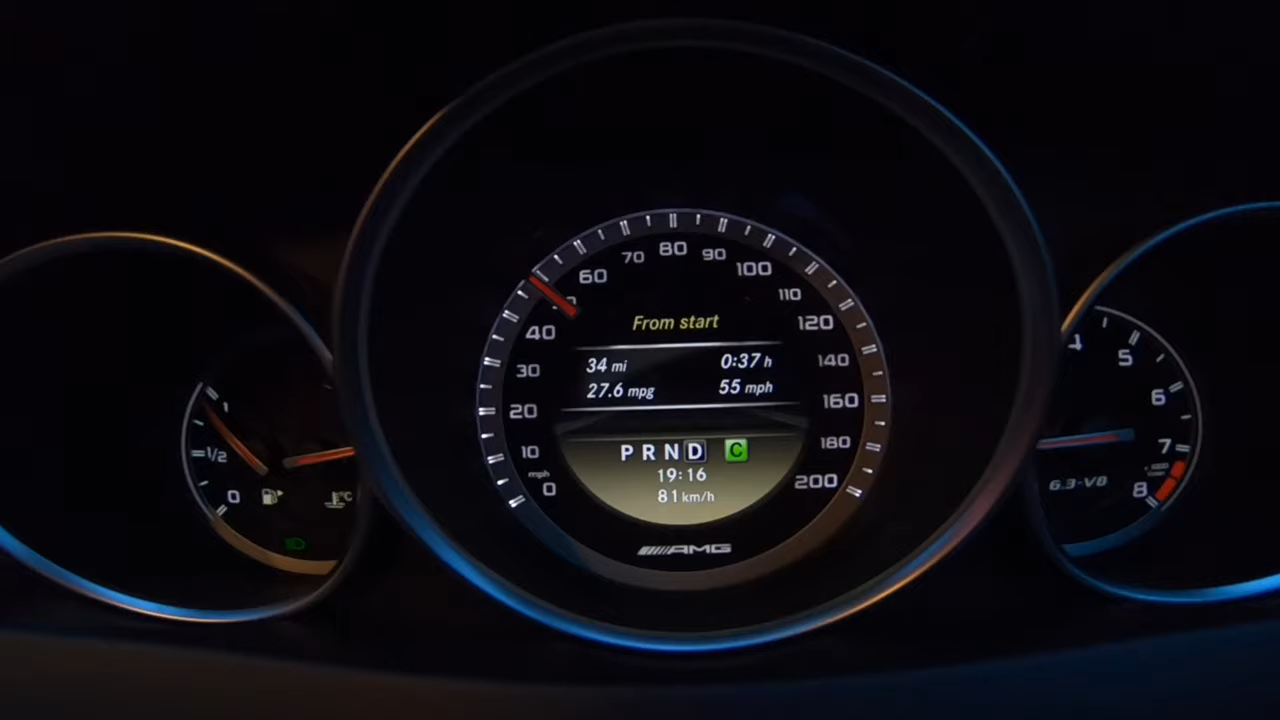 80
70
90
60
100
110
40
120
30
140
20
160
10
180
mph
0
200
From start
34 mi 0:37 h
27.6 mpg 55 mph
P R N D C
19:16
81 km/h
AMG
1
1/2
0
°C
4
5
6
7
8
6.3-V8